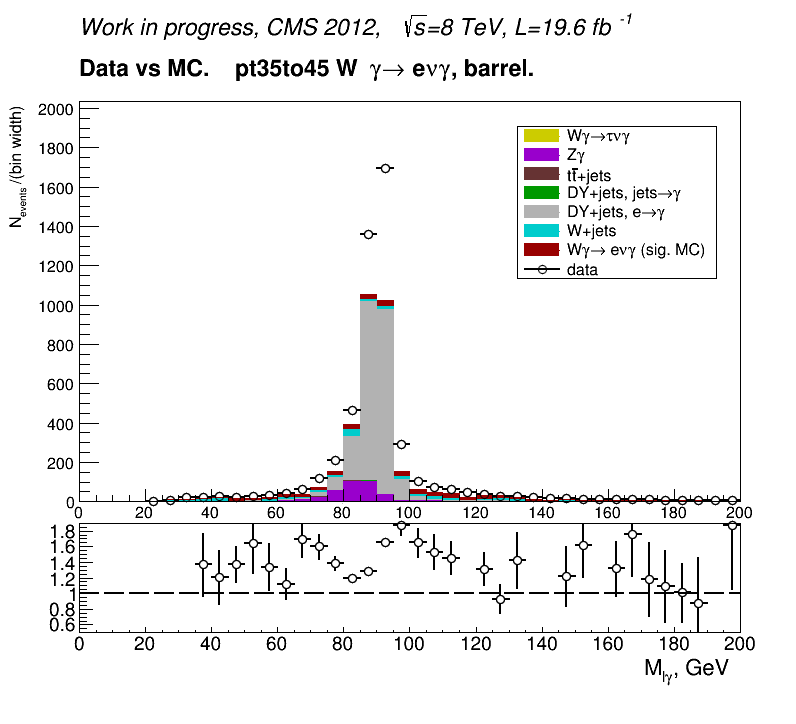 Work in progress, CMS 2012, √s=8 TeV, L=19.6 fb⁻¹
Data vs MC. pt35to45 W γ→ eνγ, barrel.
N_events /(bin width)
2000
1800
1600
1400
1200
1000
800
600
400
200
0
Wγ→τνγ
Zγ
tt̄+jets
DY+jets, jets→γ
DY+jets, e→γ
W+jets
Wγ→ eνγ (sig. MC)
data
0 20 40 60 80 100 120 140 160 180 200
1.8
1.6
1.4
1.2
1
0.8
0.6
0 20 40 60 80 100 120 140 160 180 200
M_lγ, GeV